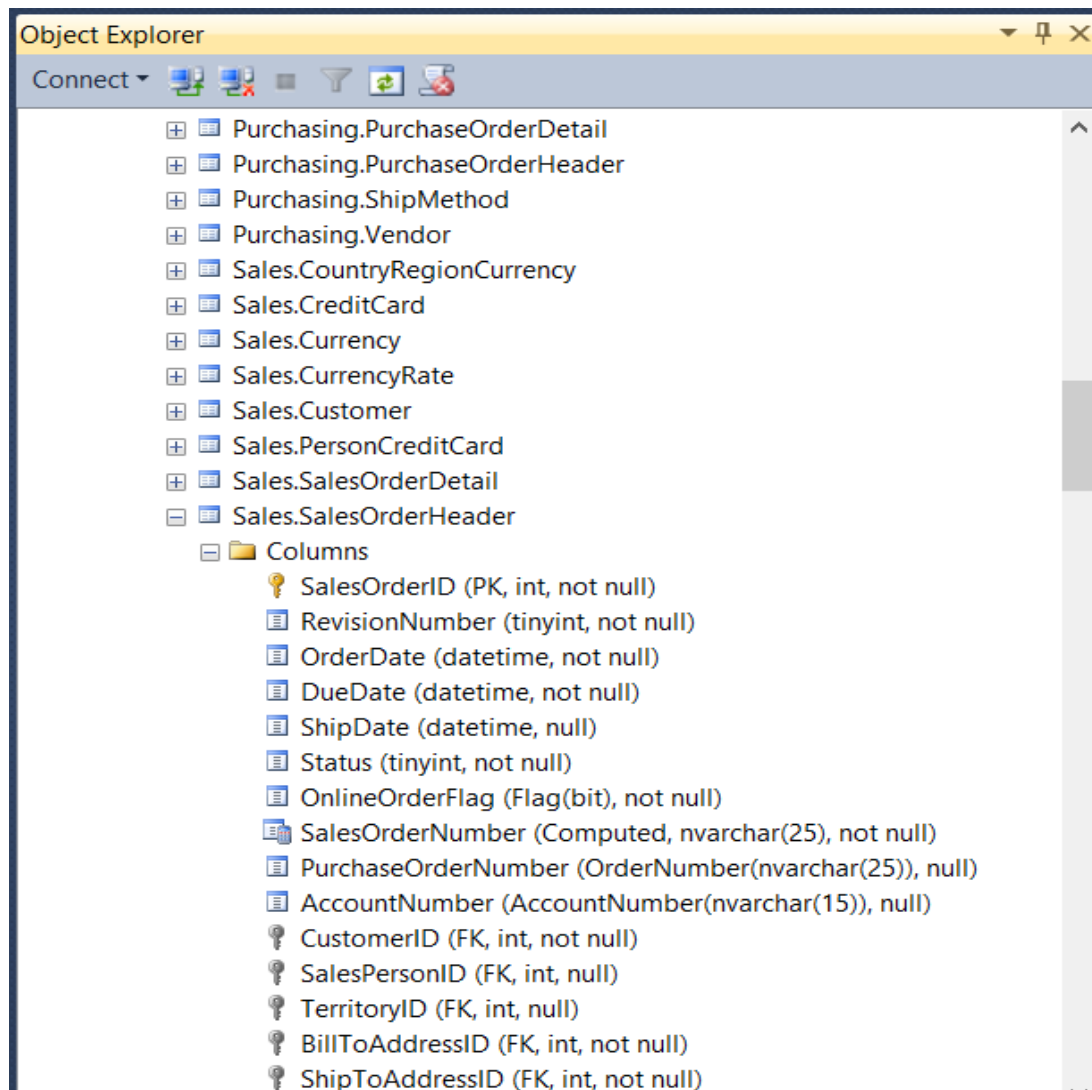 Object Explorer
Connect
Purchasing.PurchaseOrderDetail
Purchasing.PurchaseOrderHeader
Purchasing.ShipMethod
Purchasing.Vendor
Sales.CountryRegionCurrency
Sales.CreditCard
Sales.Currency
Sales.CurrencyRate
Sales.Customer
Sales.PersonCreditCard
Sales.SalesOrderDetail
Sales.SalesOrderHeader
Columns
SalesOrderID (PK, int, not null)
RevisionNumber (tinyint, not null)
OrderDate (datetime, not null)
DueDate (datetime, not null)
ShipDate (datetime, null)
Status (tinyint, not null)
OnlineOrderFlag (Flag(bit), not null)
SalesOrderNumber (Computed, nvarchar(25), not null)
PurchaseOrderNumber (OrderNumber(nvarchar(25)), null)
AccountNumber (AccountNumber(nvarchar(15)), null)
CustomerID (FK, int, not null)
SalesPersonID (FK, int, null)
TerritoryID (FK, int, null)
BillToAddressID (FK, int, not null)
ShipToAddressID (FK, int, not null)